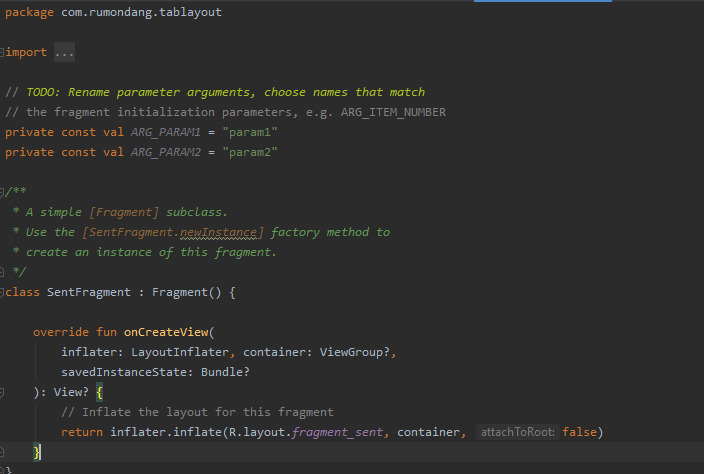 package com.rumondang.tablayout
import ...
// TODO: Rename parameter arguments, choose names that match
// the fragment initialization parameters, e.g. ARG_ITEM_NUMBER
private const val ARG_PARAM1 = "param1"
private const val ARG_PARAM2 = "param2"
/**
 * A simple [Fragment] subclass.
 * Use the [SentFragment.newInstance] factory method to
 * create an instance of this fragment.
 */
class SentFragment : Fragment() {
    override fun onCreateView(
        inflater: LayoutInflater, container: ViewGroup?,
        savedInstanceState: Bundle?
    ): View? {
        // Inflate the layout for this fragment
        return inflater.inflate(R.layout.fragment_sent, container, attachToRoot: false)
    }
}